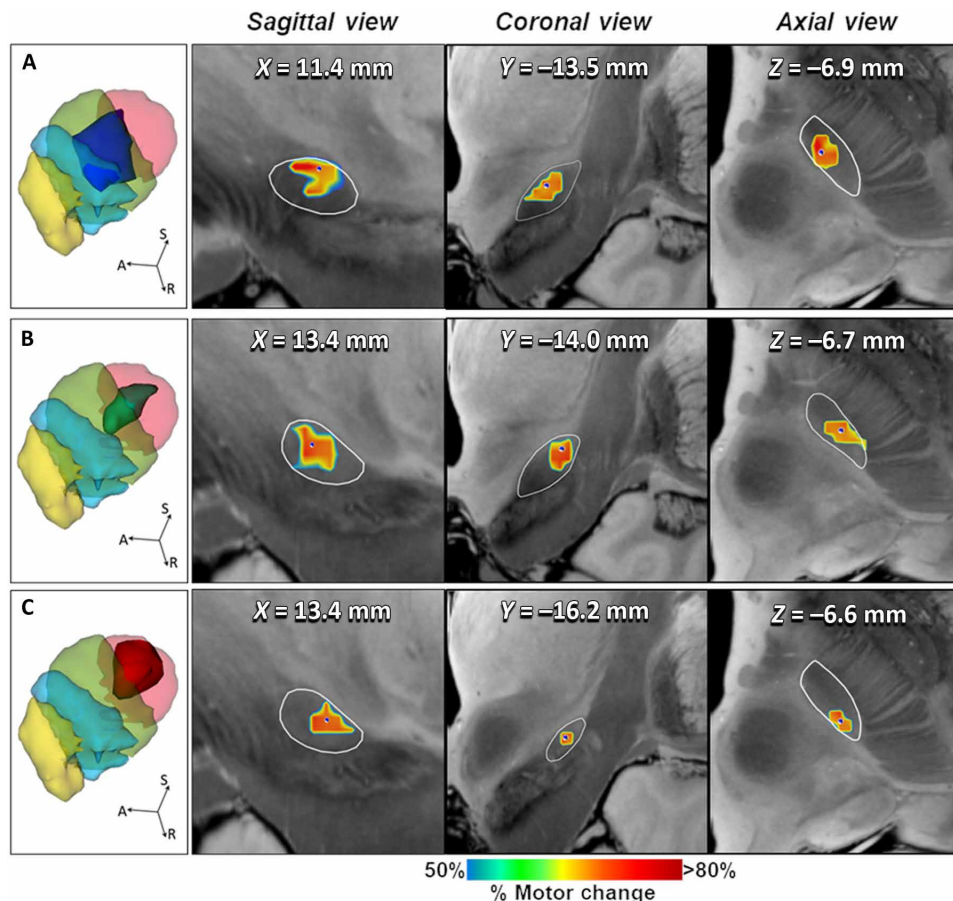 Sagittal view Coronal view Axial view
A X = 11.4 mm Y = –13.5 mm Z = –6.9 mm
S
A
R
B X = 13.4 mm Y = –14.0 mm Z = –6.7 mm
S
A
R
C X = 13.4 mm Y = –16.2 mm Z = –6.6 mm
S
A
R
50% >80%
% Motor change